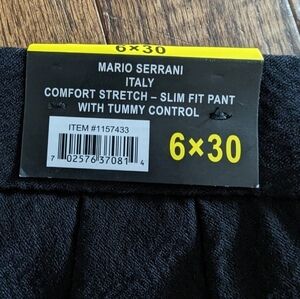 6×30
MARIO SERRANI
ITALY
COMFORT STRETCH – SLIM FIT PANT
WITH TUMMY CONTROL
ITEM #1157433
7 02576 37081 4
6×30